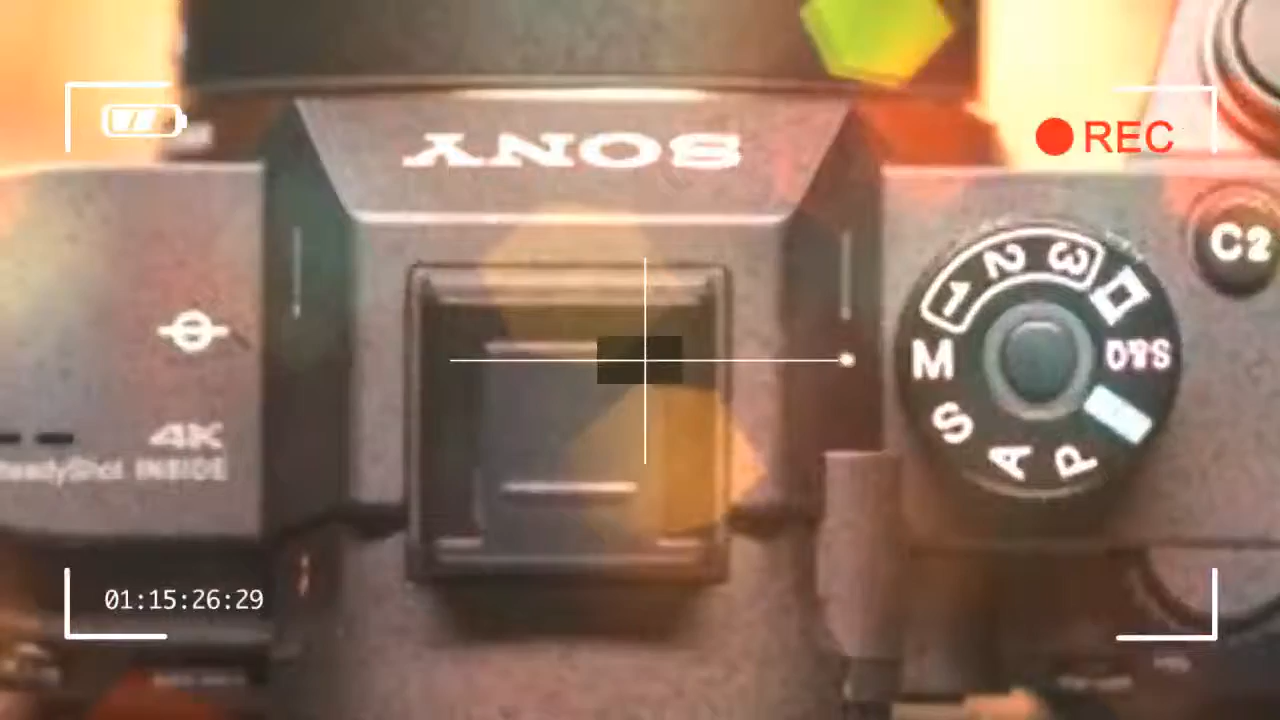 SONY
REC
C2
1 2 3
M
S&Q
S
A
P
4K
SteadyShot INSIDE
01:15:26:29